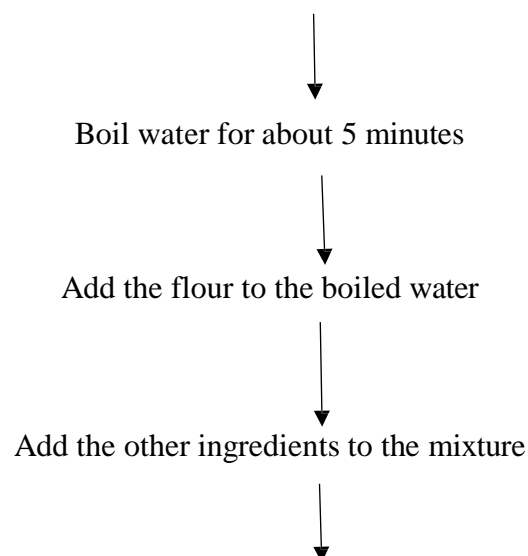 Boil water for about 5 minutes
Add the flour to the boiled water
Add the other ingredients to the mixture